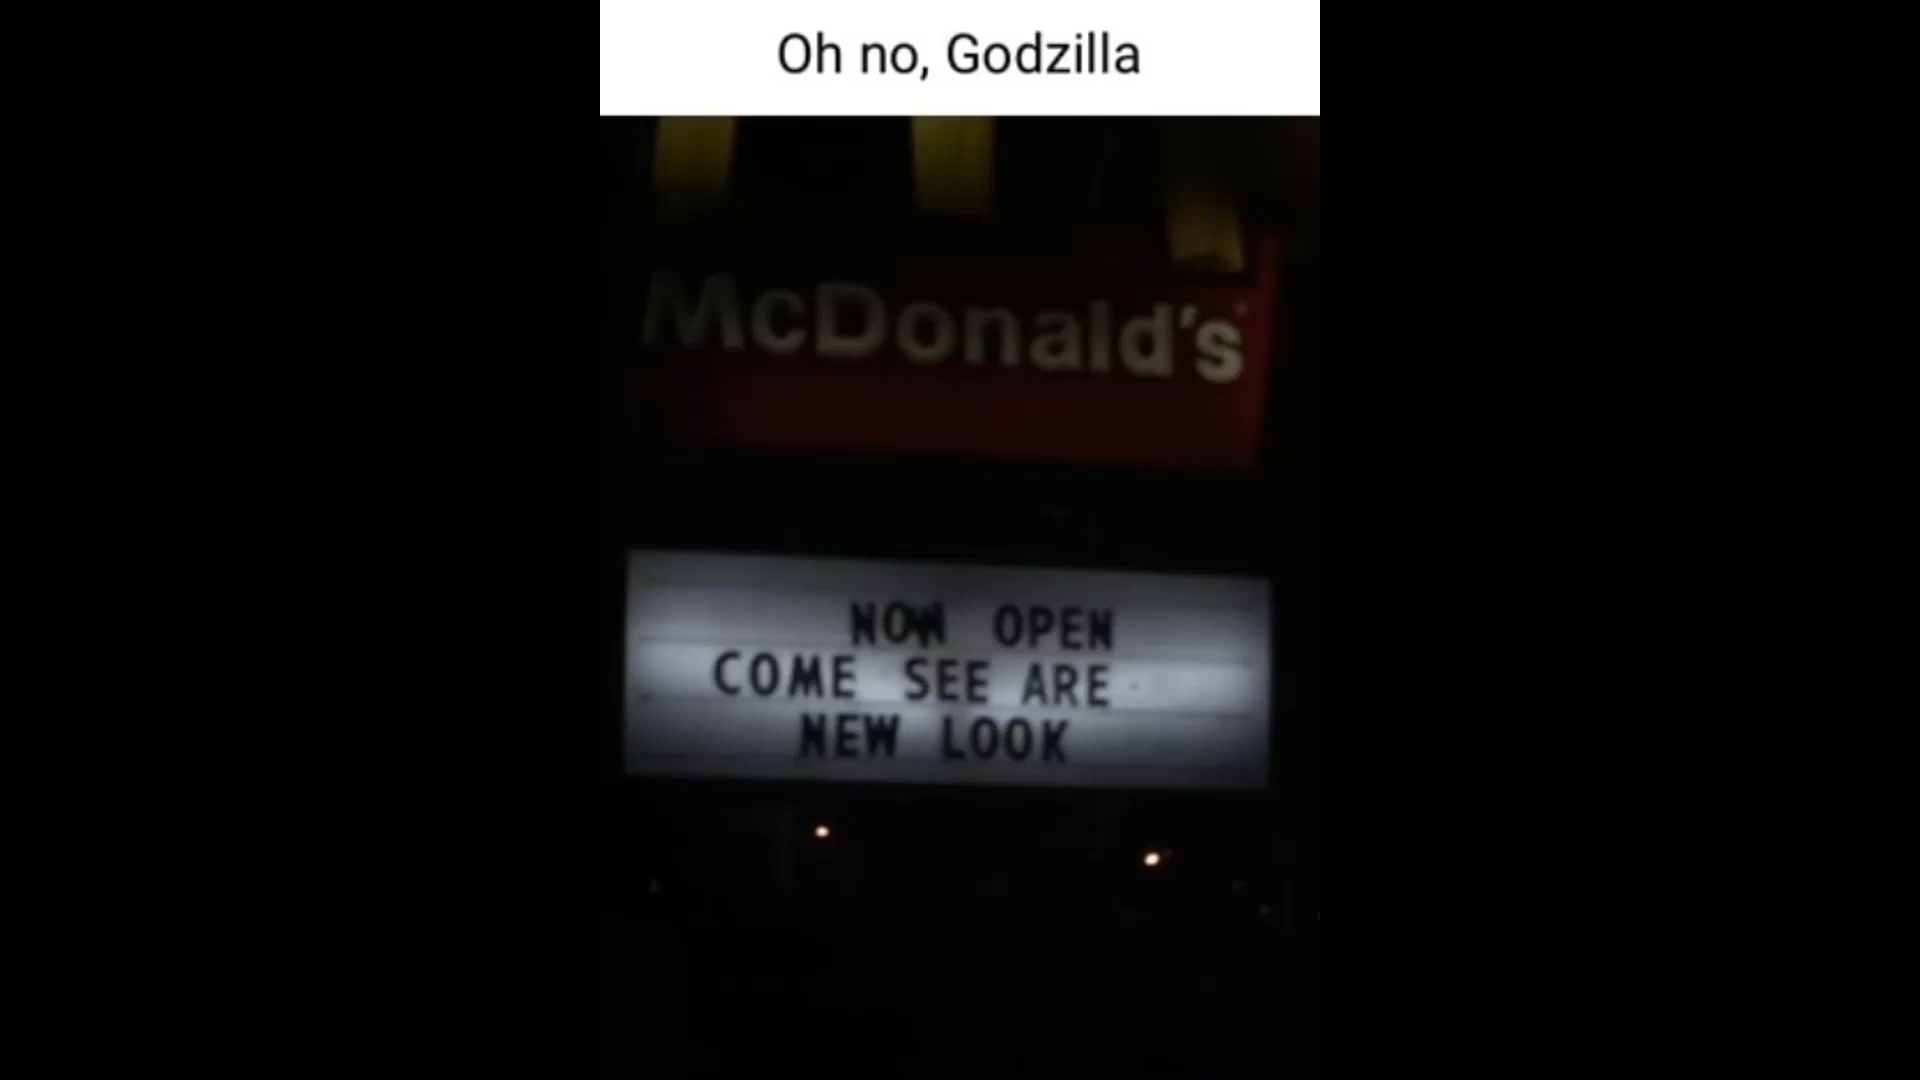 Oh no, Godzilla
McDonald's
NOW OPEN
COME SEE ARE
NEW LOOK